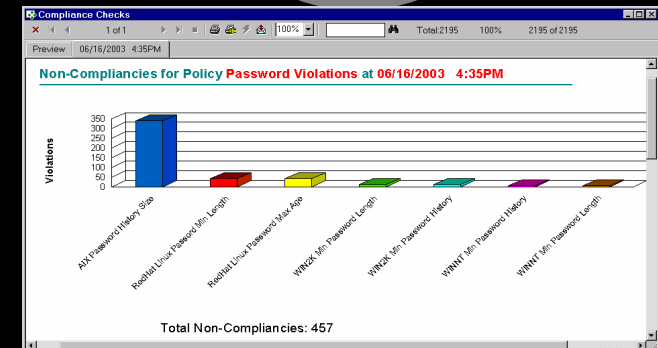 Compliance Checks
1 of 1
100%
Total:2195
100%
2195 of 2195
Preview
06/16/2003 4:35PM
Non-Compliancies for Policy Password Violations at 06/16/2003 4:35PM
Violations
350
300
250
200
150
100
50
0
AIX Password History Size
RedHat Linux Passord Min Length
RedHat Linux Password Max Age
WIN2K Min Password Length
WIN2K Min Password History
WINNT Min Password History
WINNT Min Password Length
Total Non-Compliancies: 457